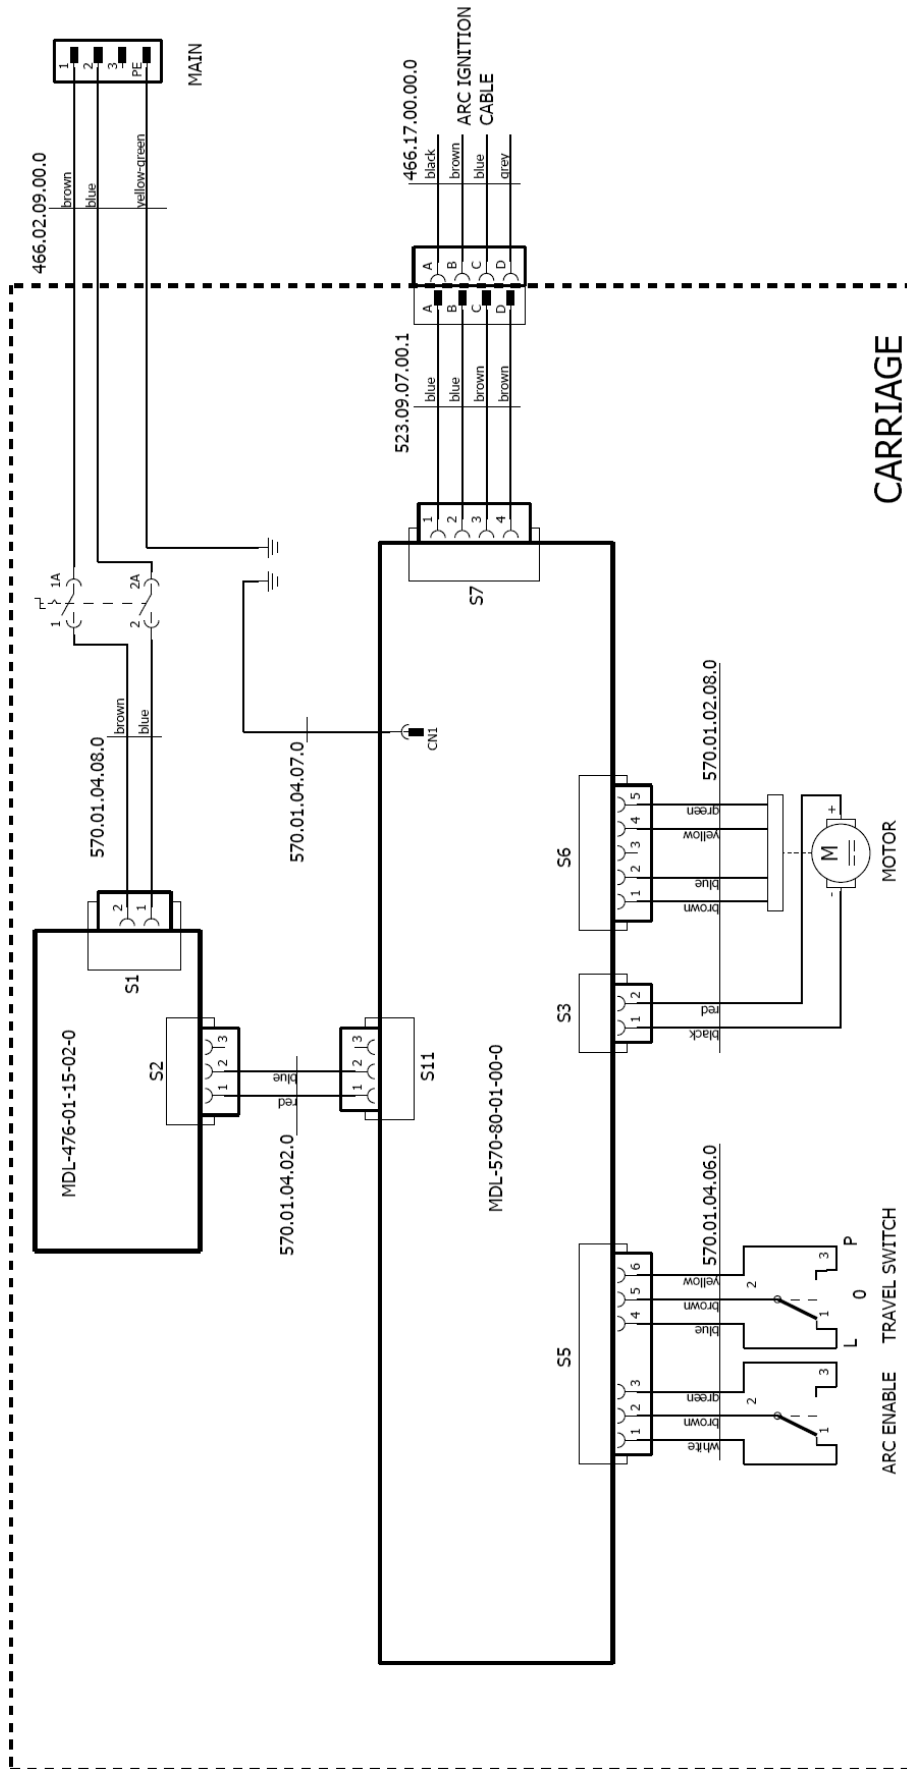 MAIN
1
2
3
PE
466.02.09.00.0
brown
blue
yellow-green
466.17.00.00.0
black
brown
blue
grey
ARC IGNITION
CABLE
A
B
C
D
A
B
C
D
523.09.07.00.1
blue
blue
brown
brown
CARRIAGE
1
2
3
4
S7
1A
2A
1
2
570.01.04.08.0
brown
blue
570.01.04.07.0
CN1
2
1
S1
MDL-476-01-15-02-0
S2
3
2
1
blue
red
570.01.04.02.0
3
2
1
S11
MDL-570-80-01-00-0
S6
5
4
3
2
1
green
yellow
blue
brown
570.01.02.08.0
+
M
-
MOTOR
S3
2
1
red
black
S5
6
5
4
3
2
1
yellow
brown
blue
green
brown
white
570.01.04.06.0
3
2
1
P
O
L
TRAVEL SWITCH
3
2
1
ARC ENABLE